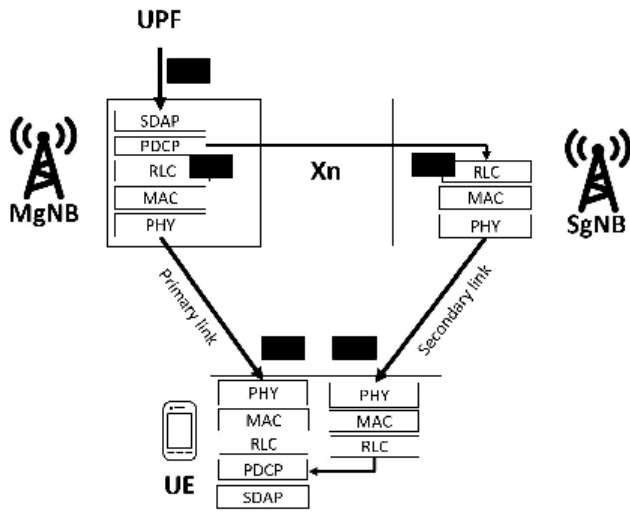 UPF
SDAP
PDCP
RLC
MAC
PHY
MgNB
Xn
RLC
MAC
PHY
SgNB
Primary link
Secondary link
PHY
MAC
RLC
PDCP
SDAP
PHY
MAC
RLC
UE